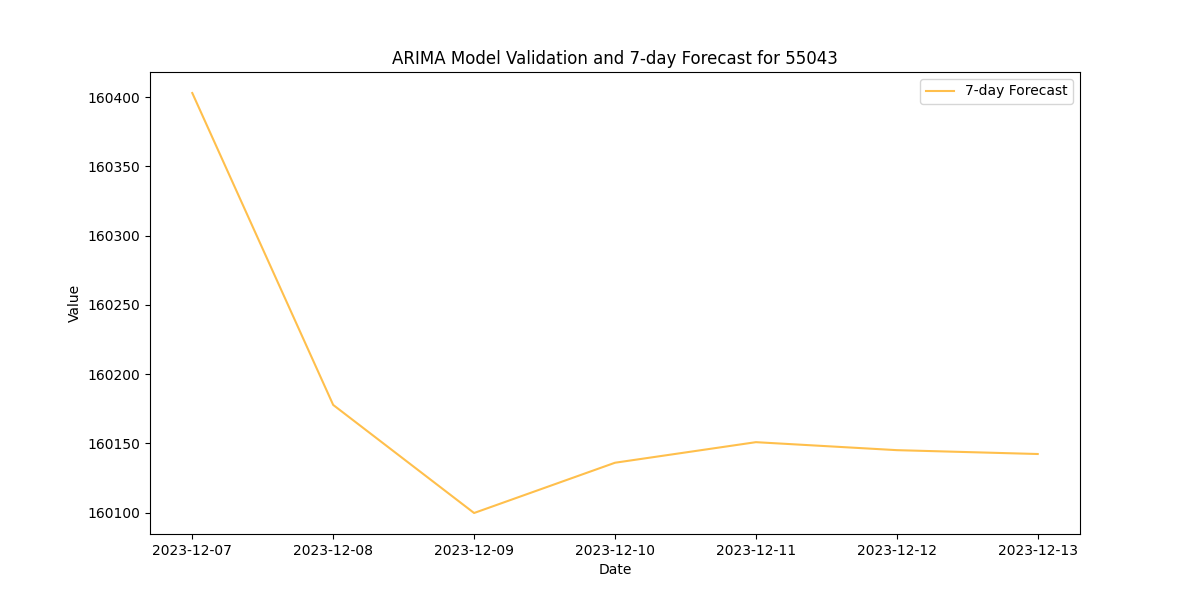 ARIMA Model Validation and 7-day Forecast for 55043
7-day Forecast
160400
160350
160300
160250
160200
160150
160100
Value
2023-12-07 2023-12-08 2023-12-09 2023-12-10 2023-12-11 2023-12-12 2023-12-13
Date